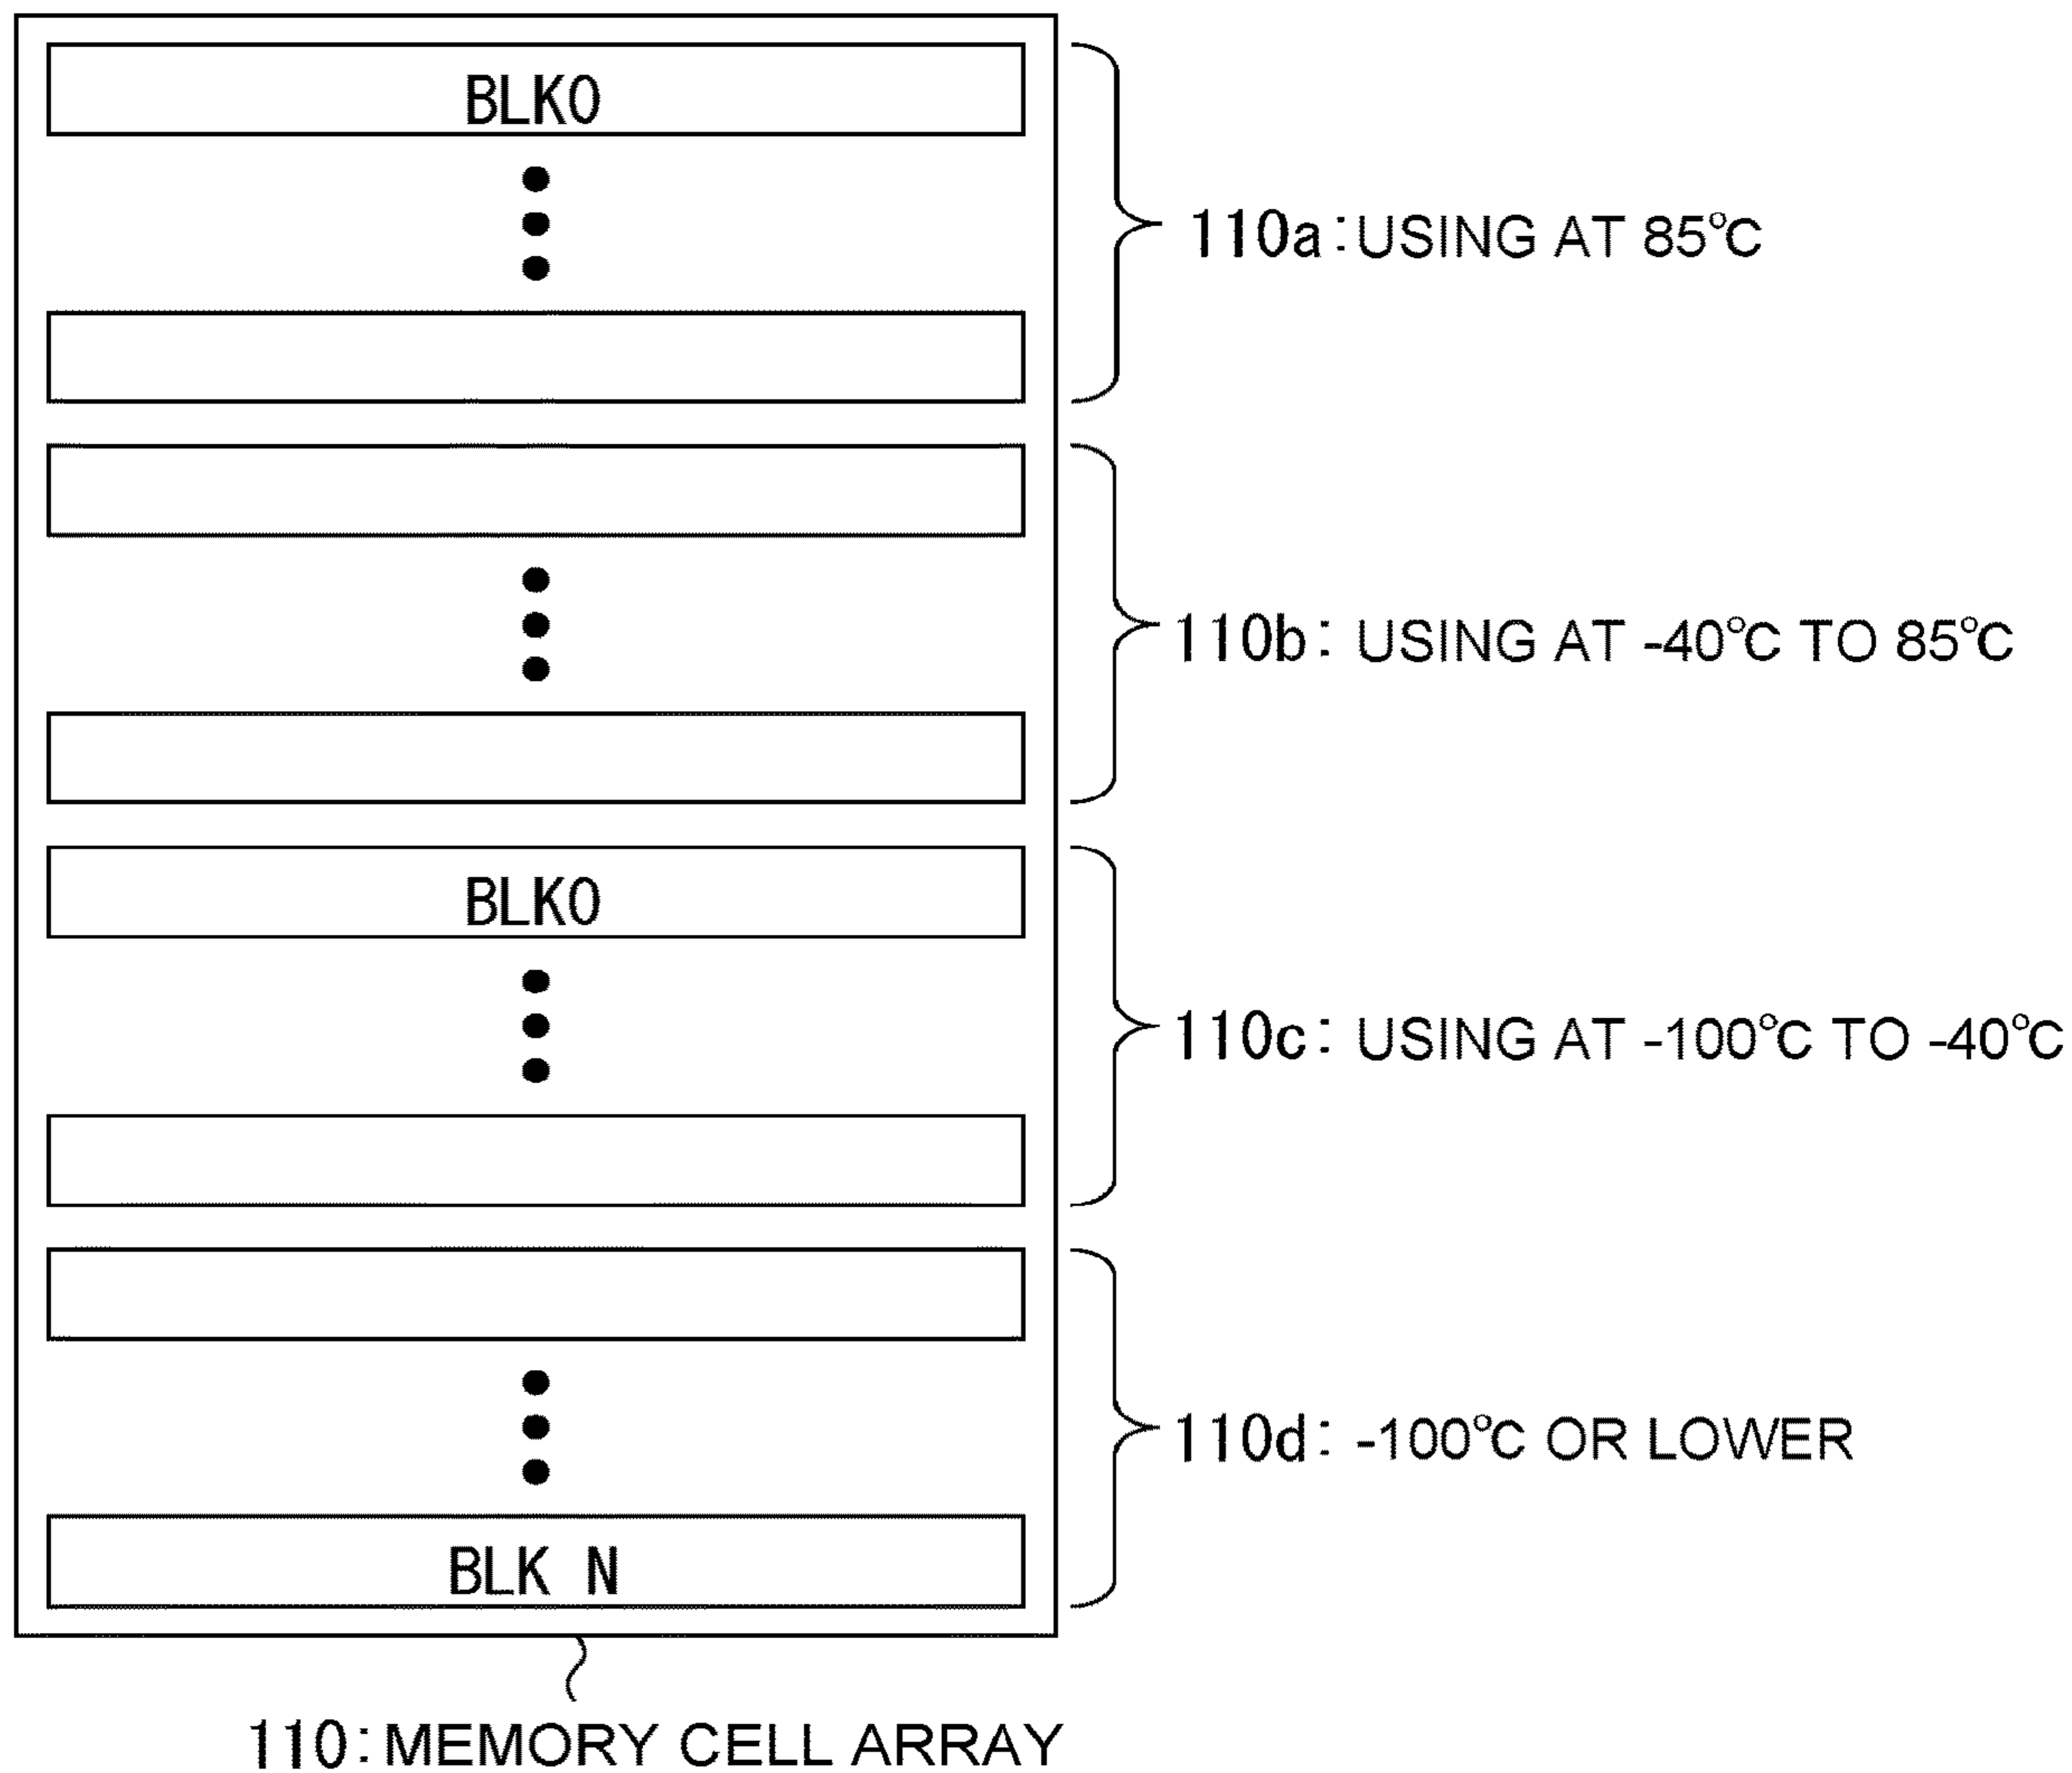 BLK0
110a:USING AT 85℃
110b: USING AT -40℃ TO 85℃
BLK0
110c: USING AT -100℃ TO -40℃
110d: -100℃ OR LOWER
BLK N
110:MEMORY CELL ARRAY